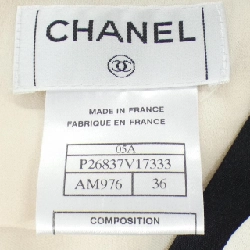 CHANEL
MADE IN FRANCE
FABRIQUE EN FRANCE
05A
P26837V17333
AM976 36
COMPOSITION